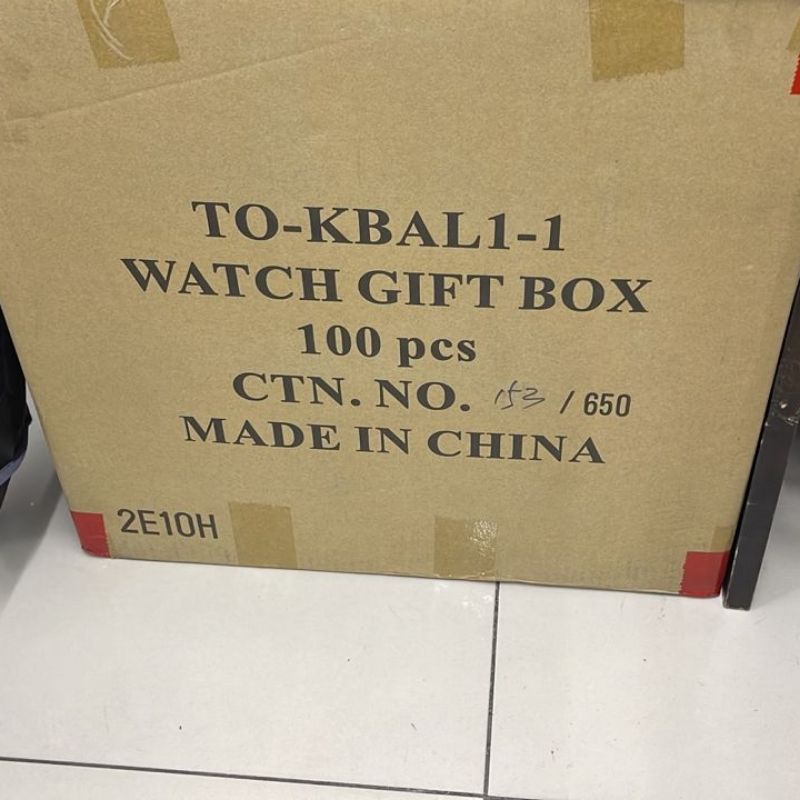 TO-KBAL1-1
WATCH GIFT BOX
100 pcs
CTN. NO. 153 / 650
MADE IN CHINA
2E10H